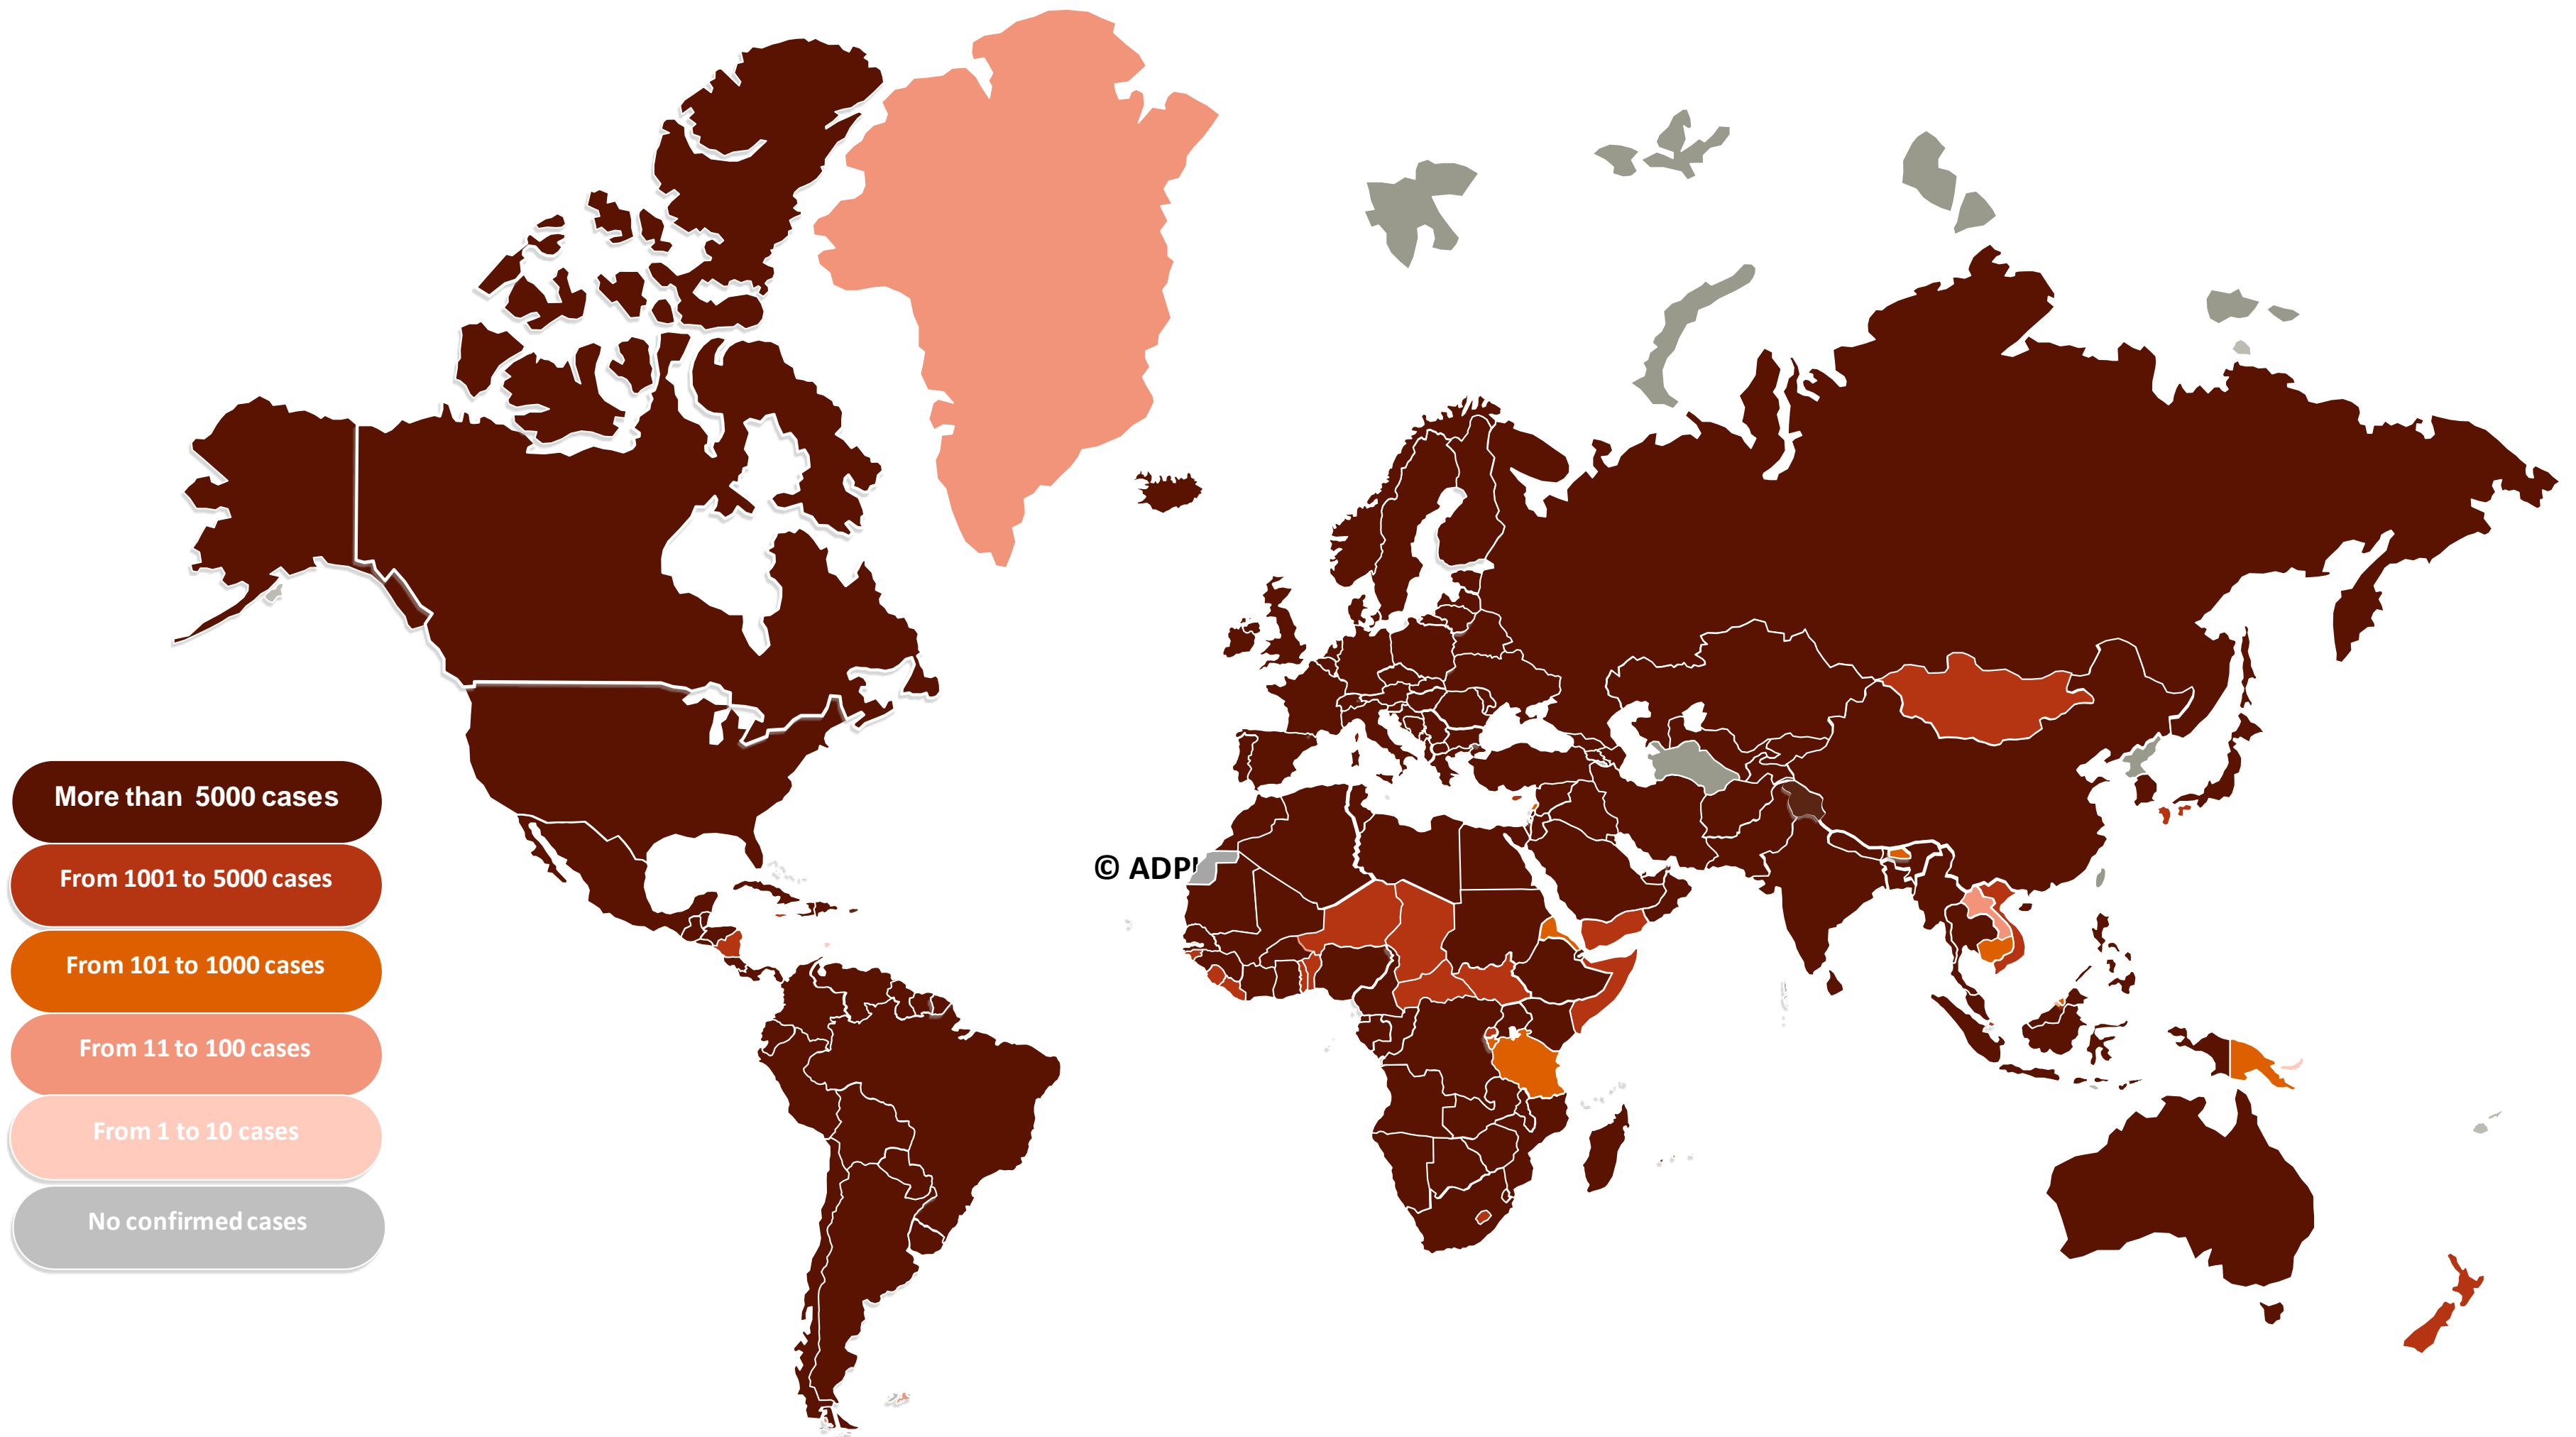 More than 5000 cases
From 1001 to 5000 cases
© ADPI
From 101 to 1000 cases
From 11 to 100 cases
From 1 to 10 cases
No confirmed cases